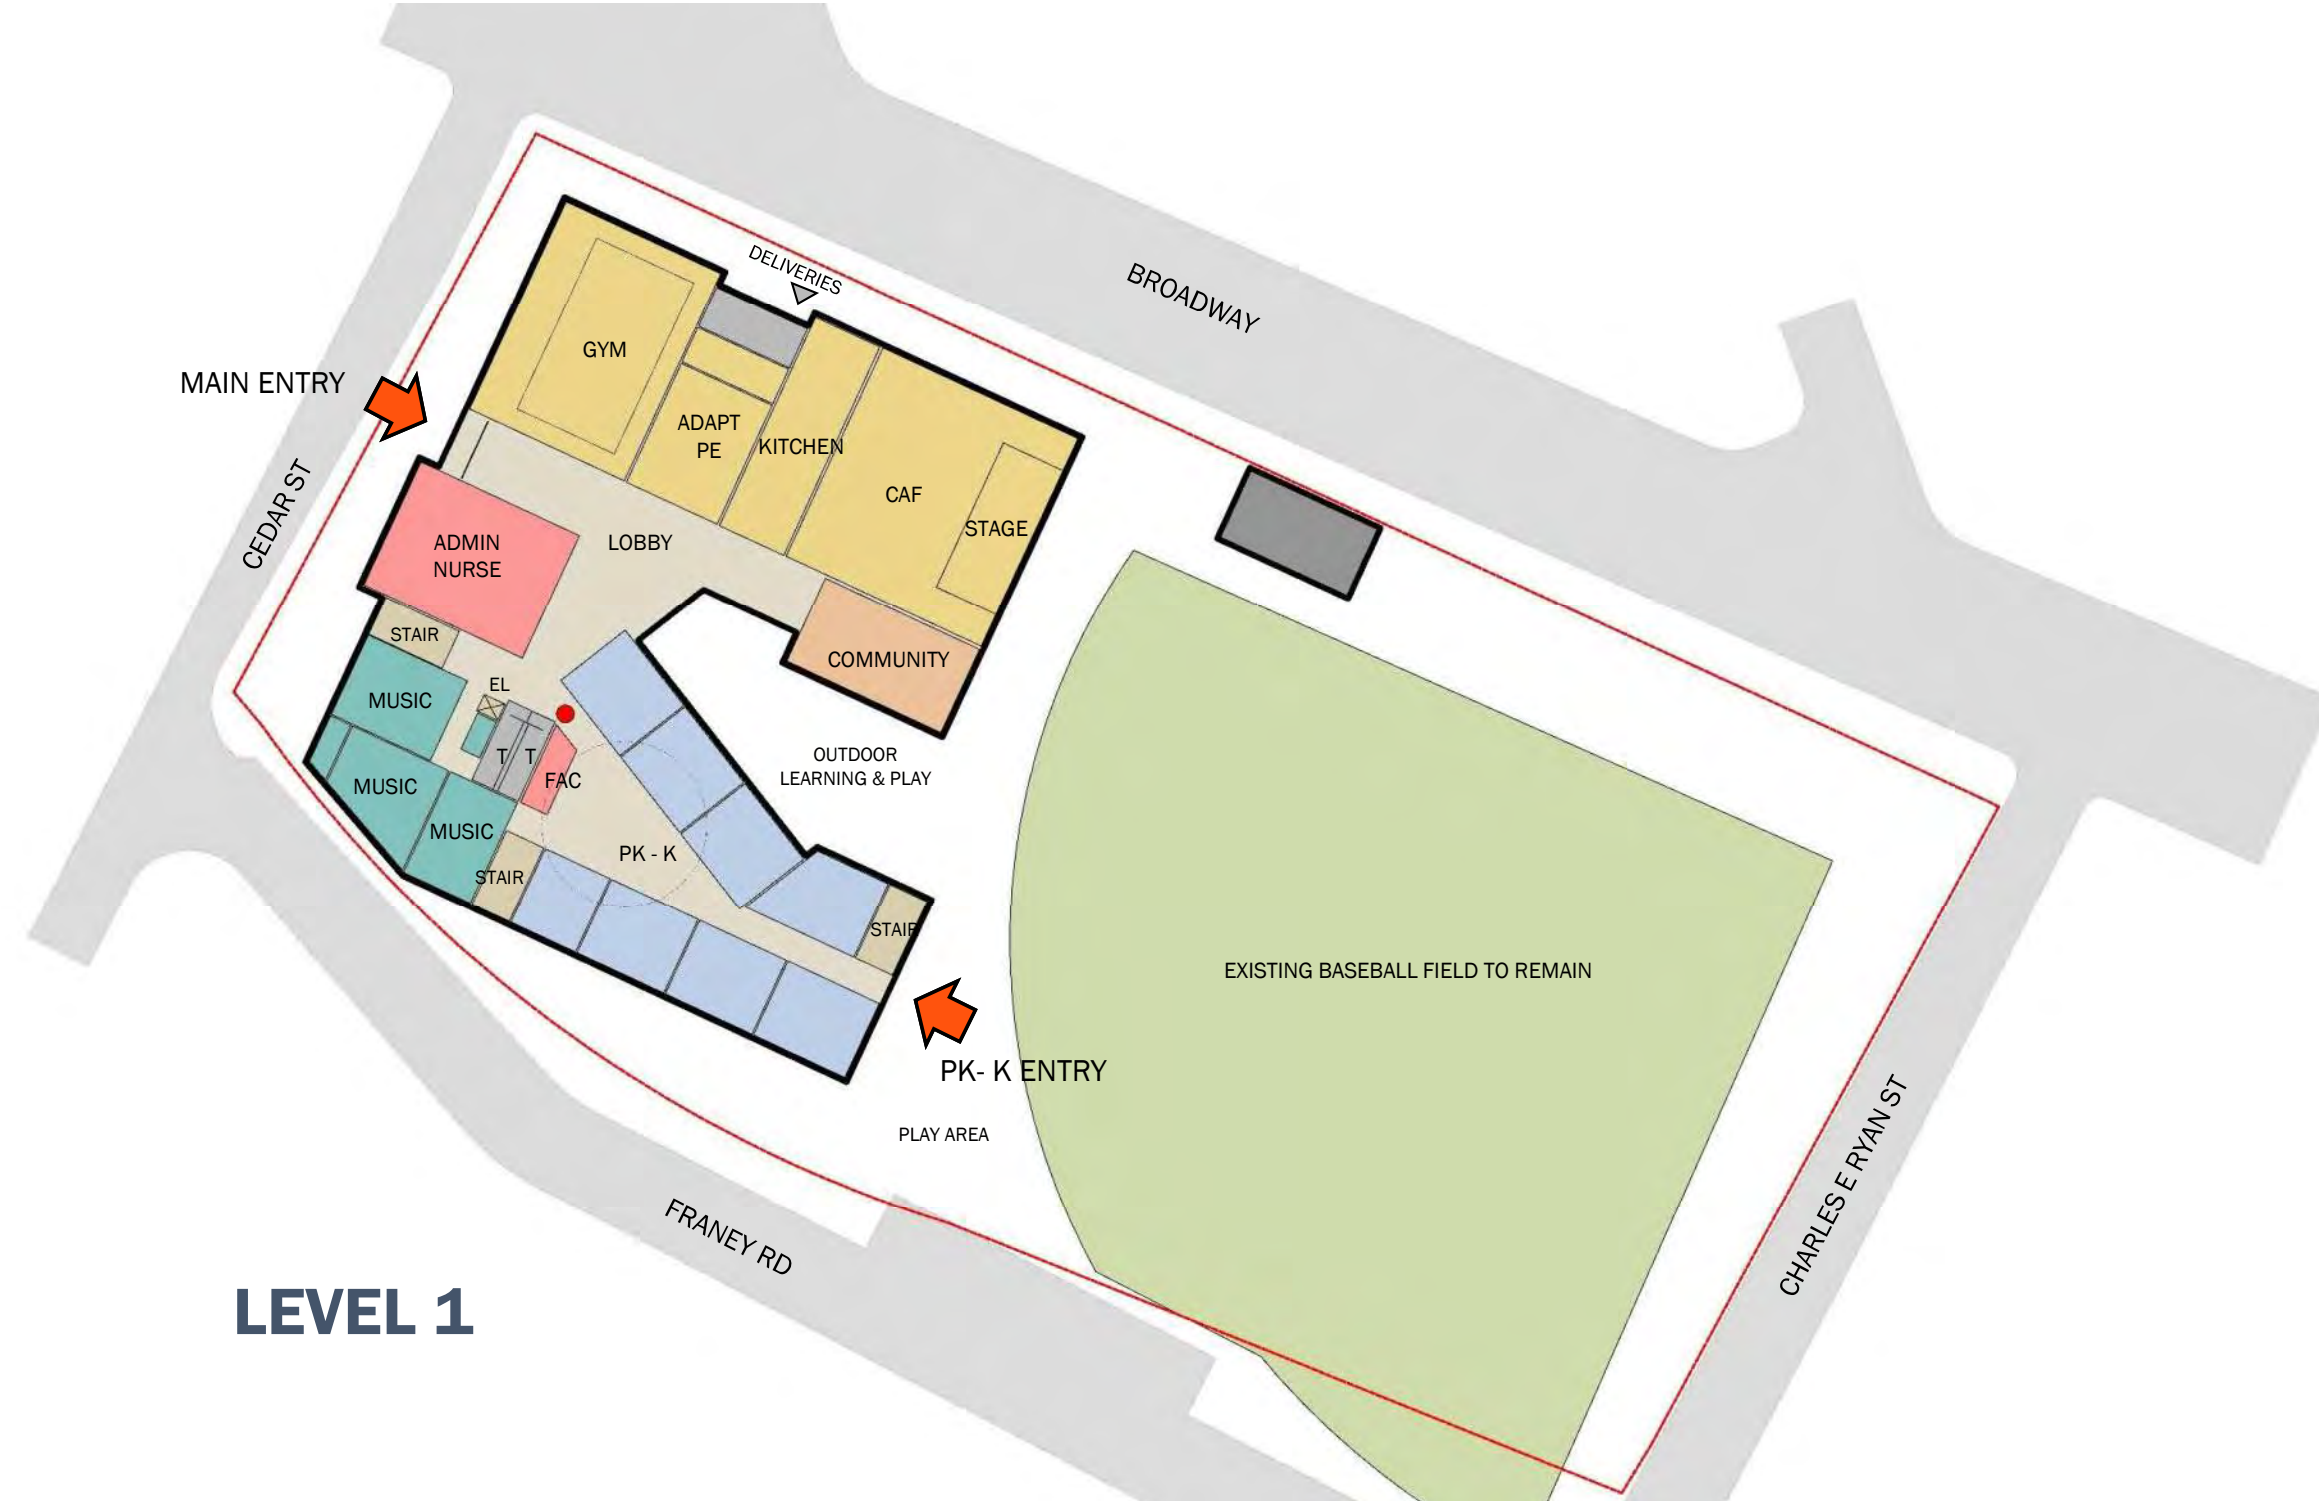 BROADWAY
DELIVERIES
GYM
MAIN ENTRY
ADAPT
PE
KITCHEN
CAF
STAGE
CEDAR ST
ADMIN
NURSE
LOBBY
STAIR
COMMUNITY
EL
MUSIC
T T
FAC
OUTDOOR
LEARNING & PLAY
MUSIC
MUSIC
PK - K
STAIR
STAIR
EXISTING BASEBALL FIELD TO REMAIN
PK- K ENTRY
PLAY AREA
CHARLES E RYAN ST
FRANEY RD
LEVEL 1